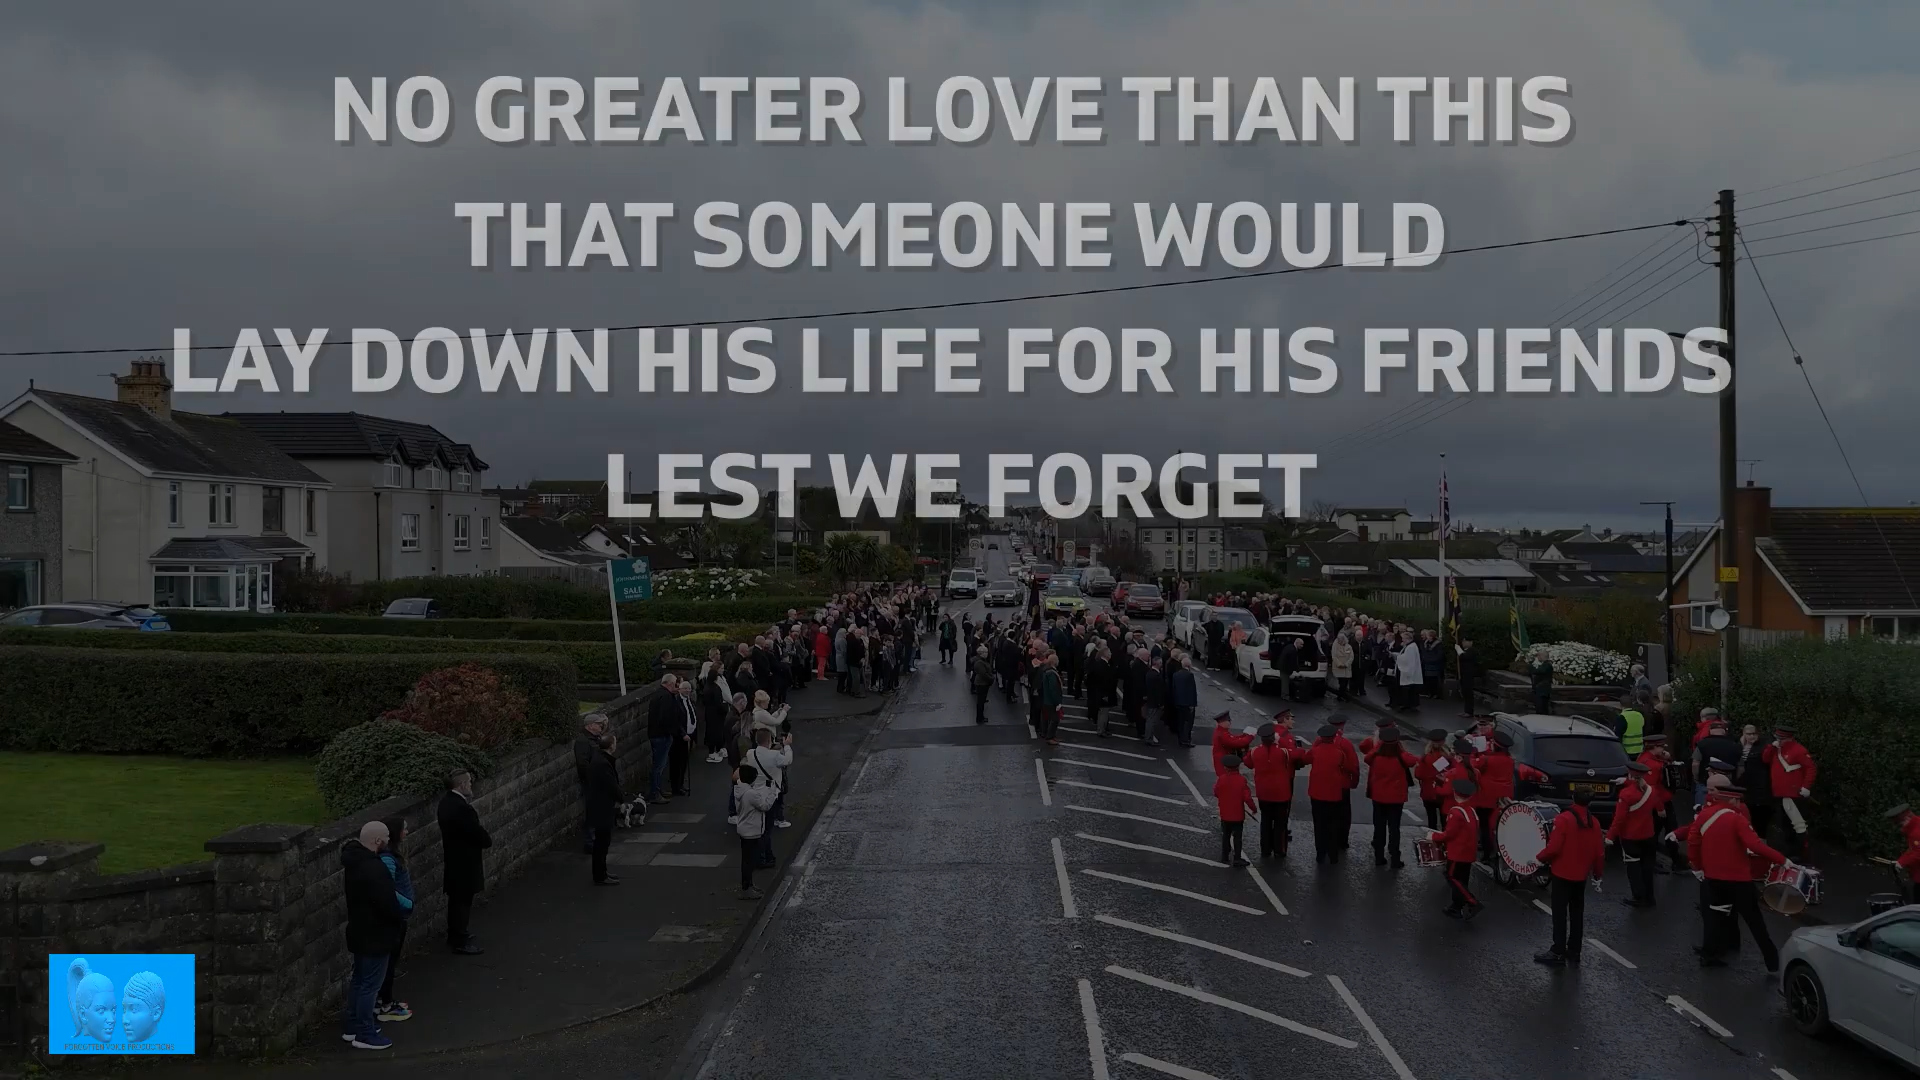 NO GREATER LOVE THAN THIS
THAT SOMEONE WOULD
LAY DOWN HIS LIFE FOR HIS FRIENDS
LEST WE FORGET
SALE
HARBOUR